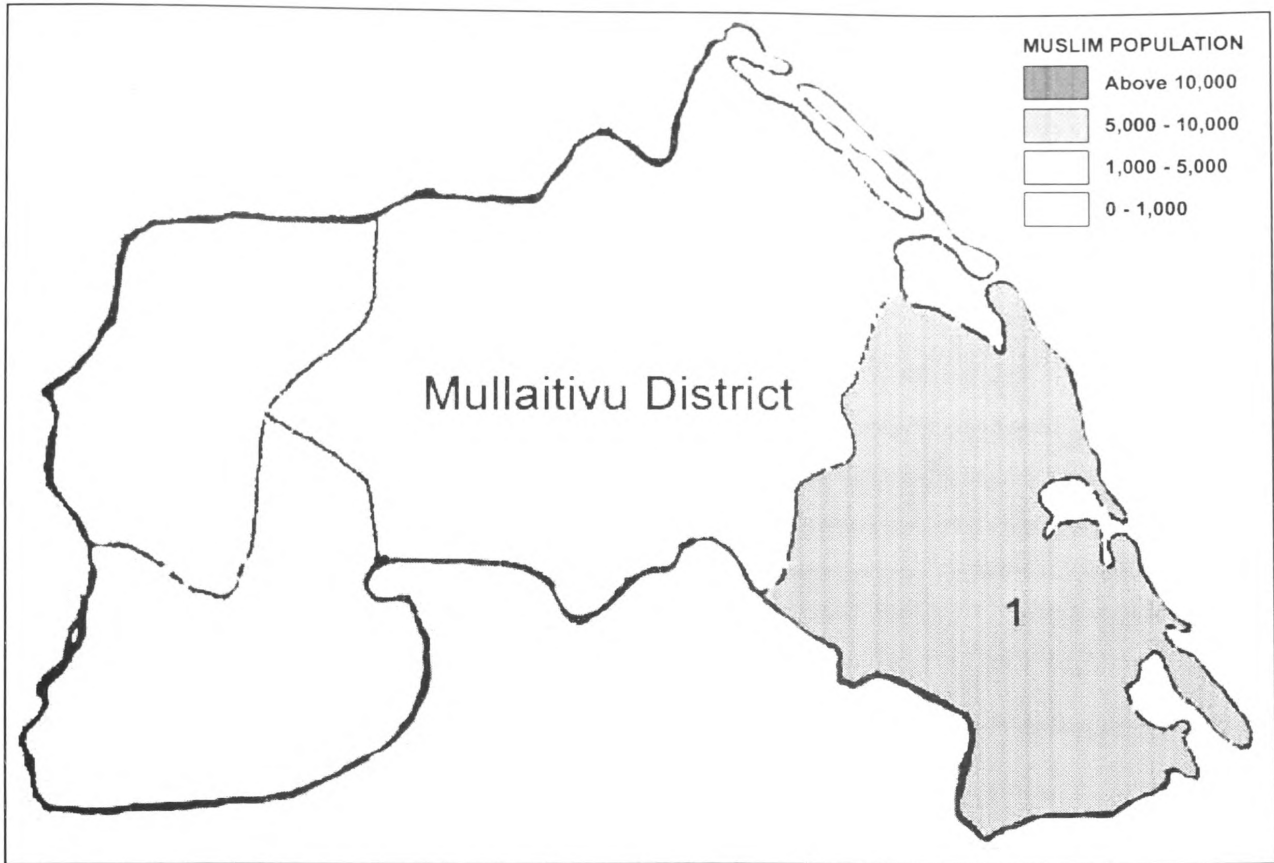 MUSLIM POPULATION
Above 10,000
5,000 - 10,000
1,000 - 5,000
0 - 1,000
Mullaitivu District
1